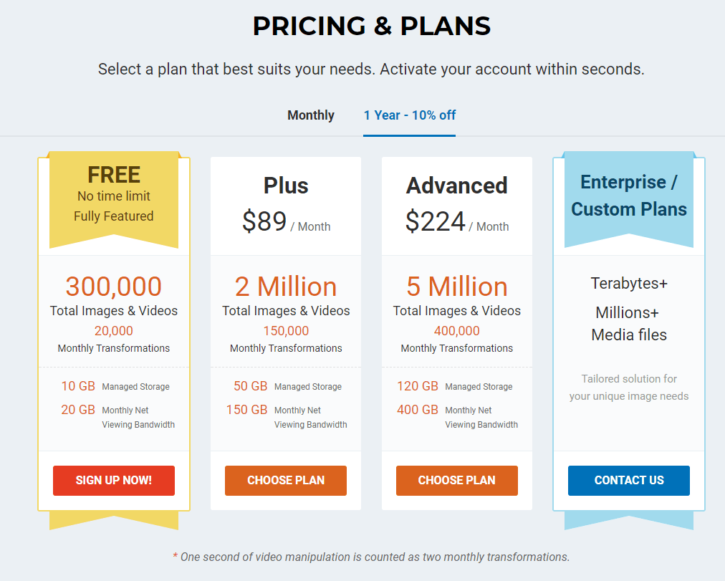 PRICING & PLANS
Select a plan that best suits your needs. Activate your account within seconds.
Monthly
1 Year - 10% off
FREE
No time limit
Fully Featured
300,000
Total Images & Videos
20,000
Monthly Transformations
10 GB Managed Storage
20 GB Monthly Net
Viewing Bandwidth
SIGN UP NOW!
Plus
$89 / Month
2 Million
Total Images & Videos
150,000
Monthly Transformations
50 GB Managed Storage
150 GB Monthly Net
Viewing Bandwidth
CHOOSE PLAN
Advanced
$224 / Month
5 Million
Total Images & Videos
400,000
Monthly Transformations
120 GB Managed Storage
400 GB Monthly Net
Viewing Bandwidth
CHOOSE PLAN
Enterprise /
Custom Plans
Terabytes+
Millions+
Media files
Tailored solution for
your unique image needs
CONTACT US
* One second of video manipulation is counted as two monthly transformations.